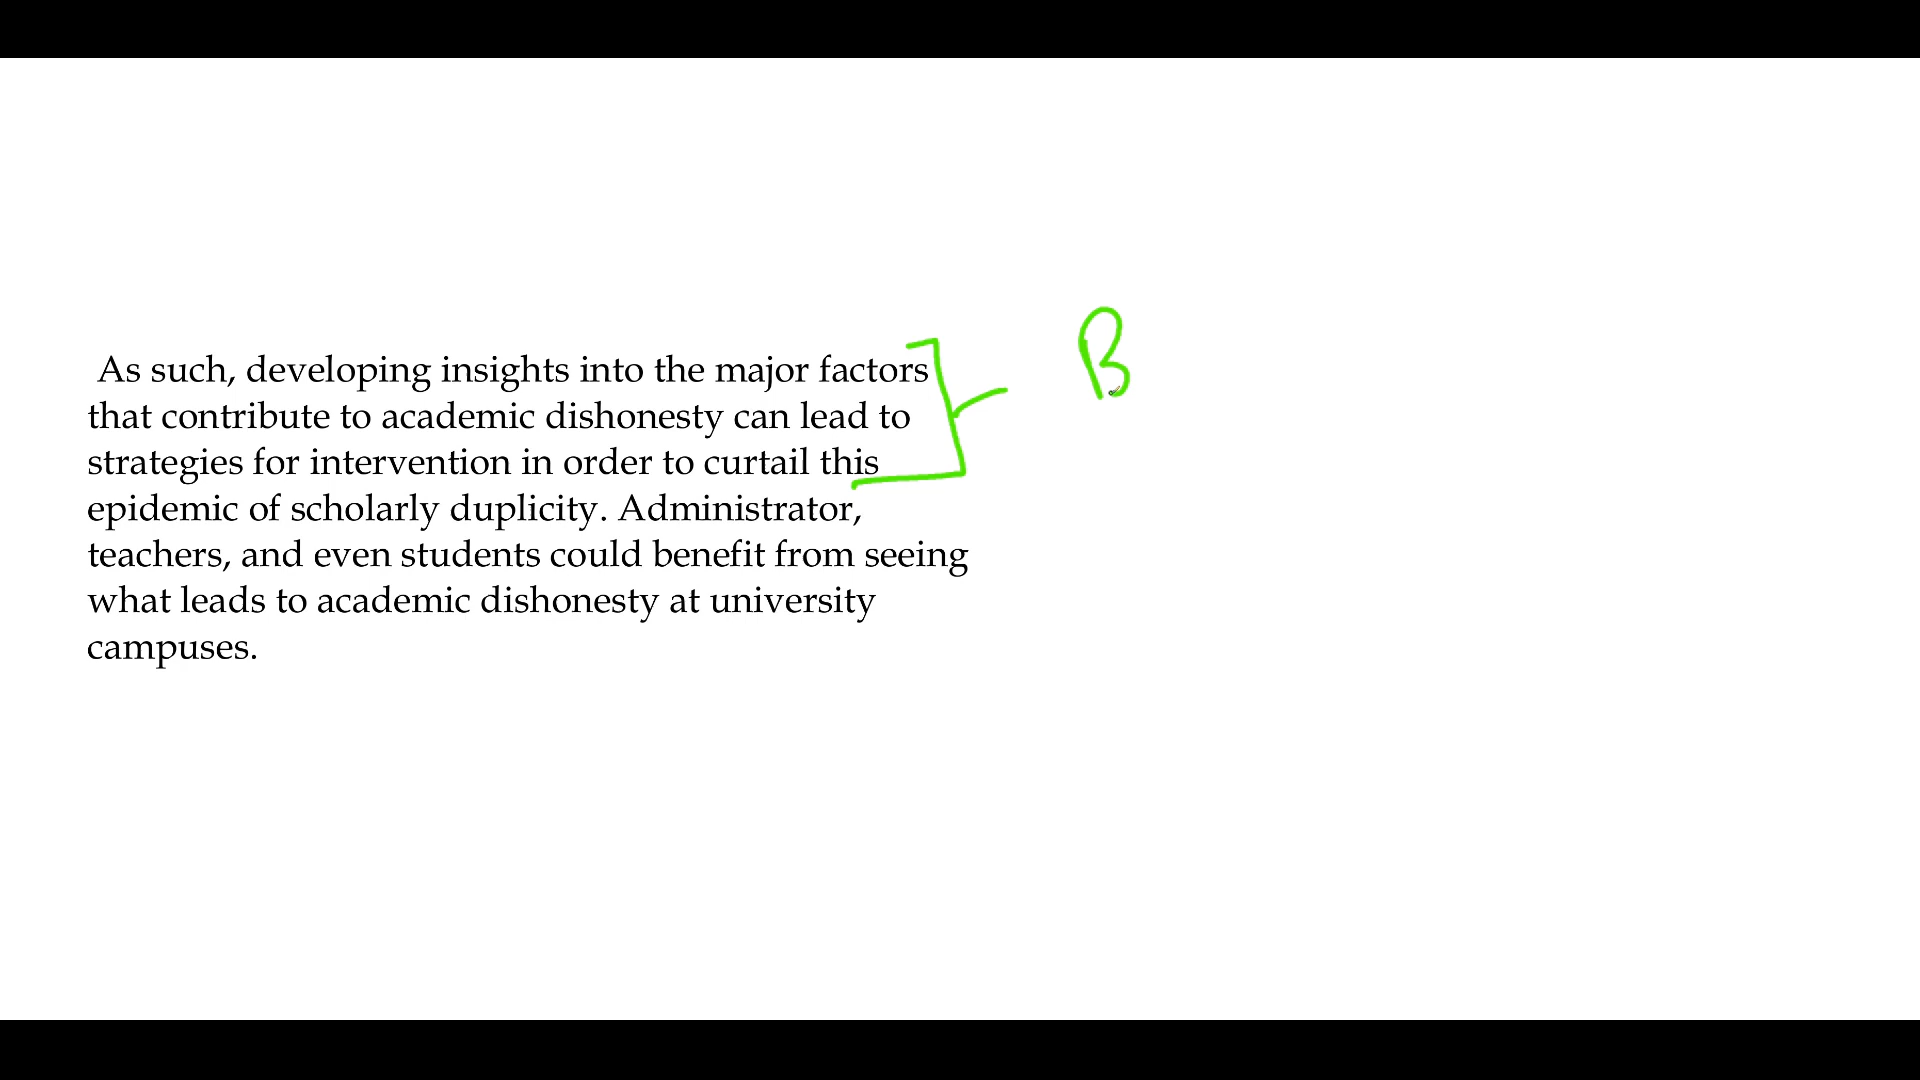 As such, developing insights into the major factors
that contribute to academic dishonesty can lead to
strategies for intervention in order to curtail this
epidemic of scholarly duplicity. Administrator,
teachers, and even students could benefit from seeing
what leads to academic dishonesty at university
campuses.
B